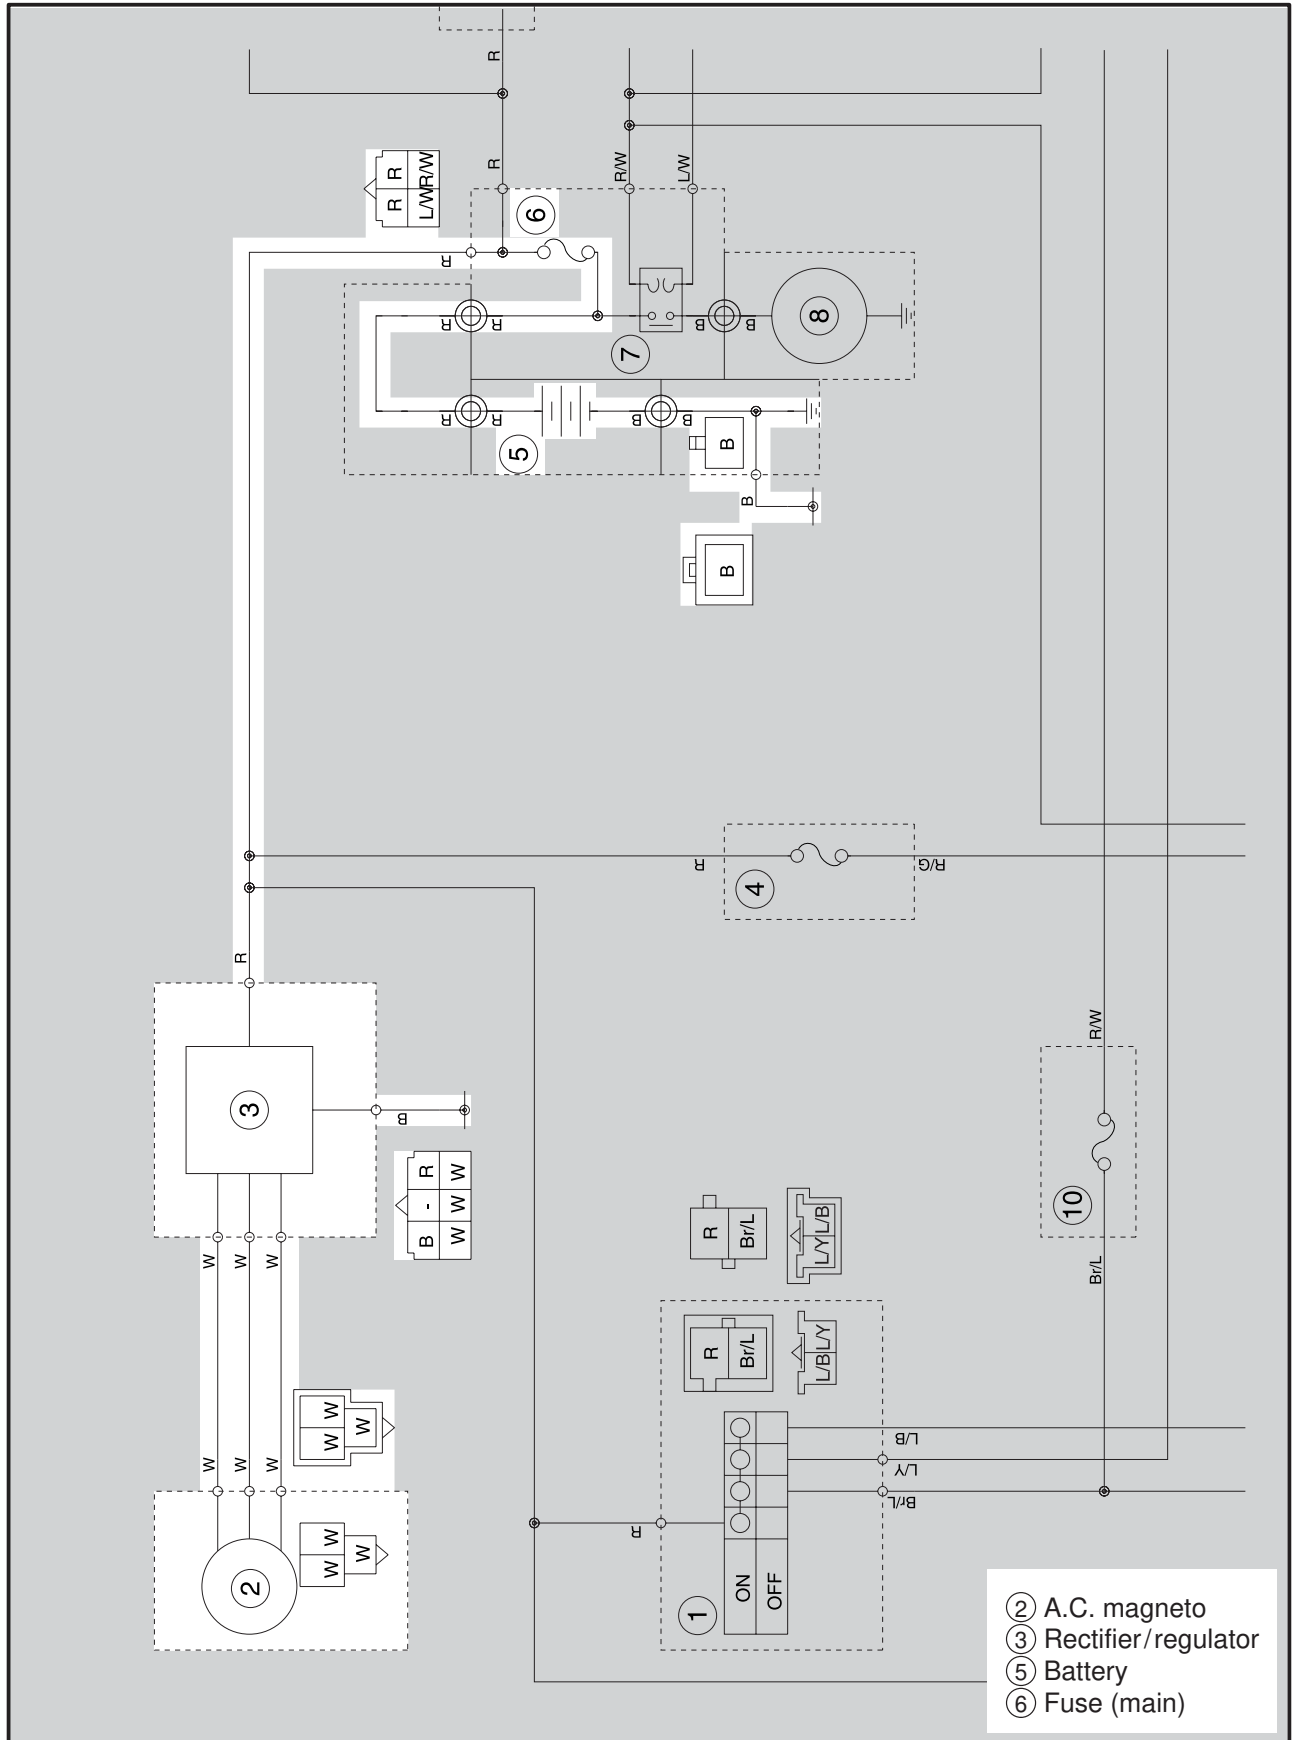 R
R
R/W
L/W
R R
R L/W R/W
6
R
R R
B B
8
7
R R
B B
5
B
B
B
R
R/G
4
R
3
B
R/W
B - R
W W W
10
W W W
R
Br/L
L/Y L/B
Br/L
R
Br/L
L/B L/Y
W W
W
W W W
L/B
L/Y
Br/L
R
W W
W
2
ON
OFF
1
2 A.C. magneto
3 Rectifier/regulator
5 Battery
6 Fuse (main)